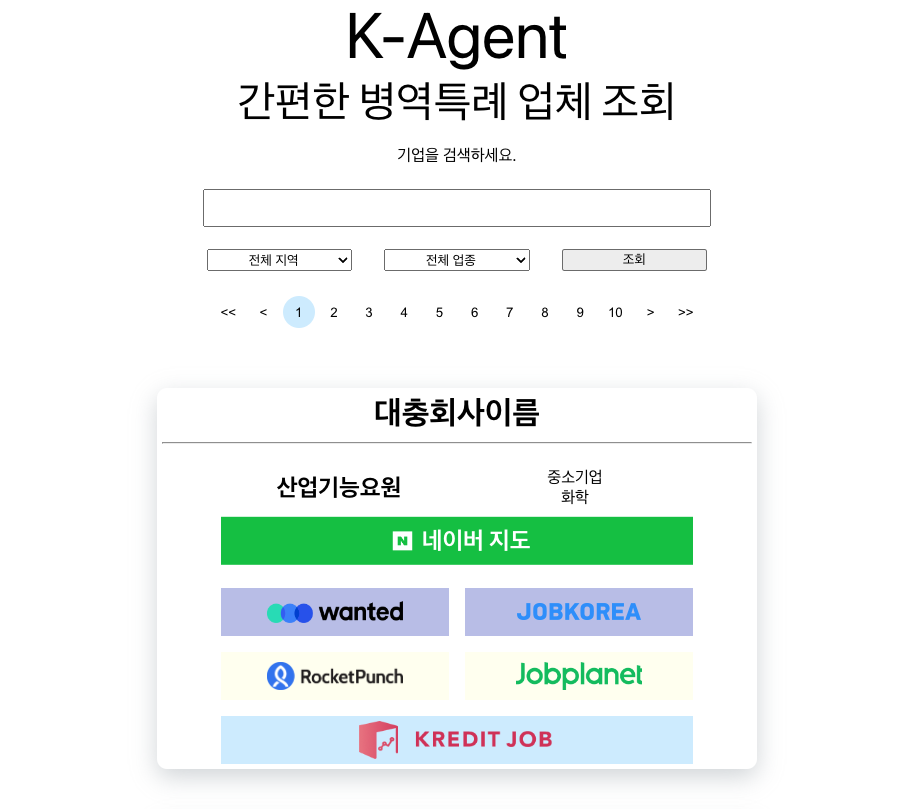 K-Agent
간편한 병역특례 업체 조회
기업을 검색하세요.
전체 지역 전체 업종 조회
<< < 1 2 3 4 5 6 7 8 9 10 > >>
대충회사이름
산업기능요원
중소기업
화학
N 네이버 지도
wanted JOBKOREA
RocketPunch Jobplanet
KREDIT JOB